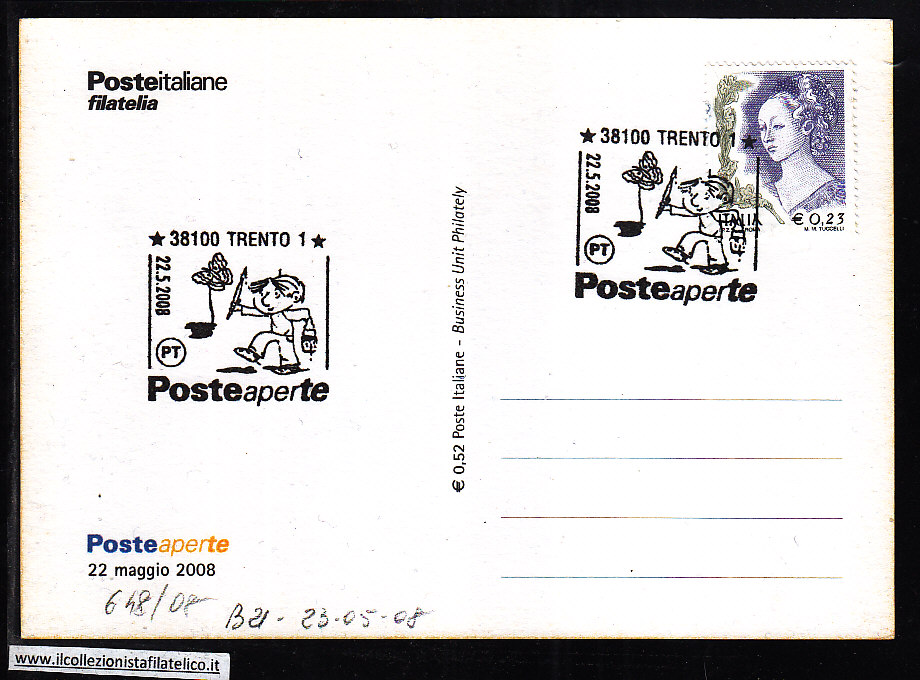 Posteitaliane
filatelia
★ 38100 TRENTO 1 ★
22.5.2008
PT
Posteaperte
Posteaperte
22 maggio 2008
648/08
B21 - 23-05-08
€ 0,52 Poste Italiane - Business Unit Philately
★ 38100 TRENTO 1 ★
22.5.2008
PT
Posteaperte
ITALIA
€ 0,23
M. M. TUCCELLI
www.ilcollezionistafilatelico.it